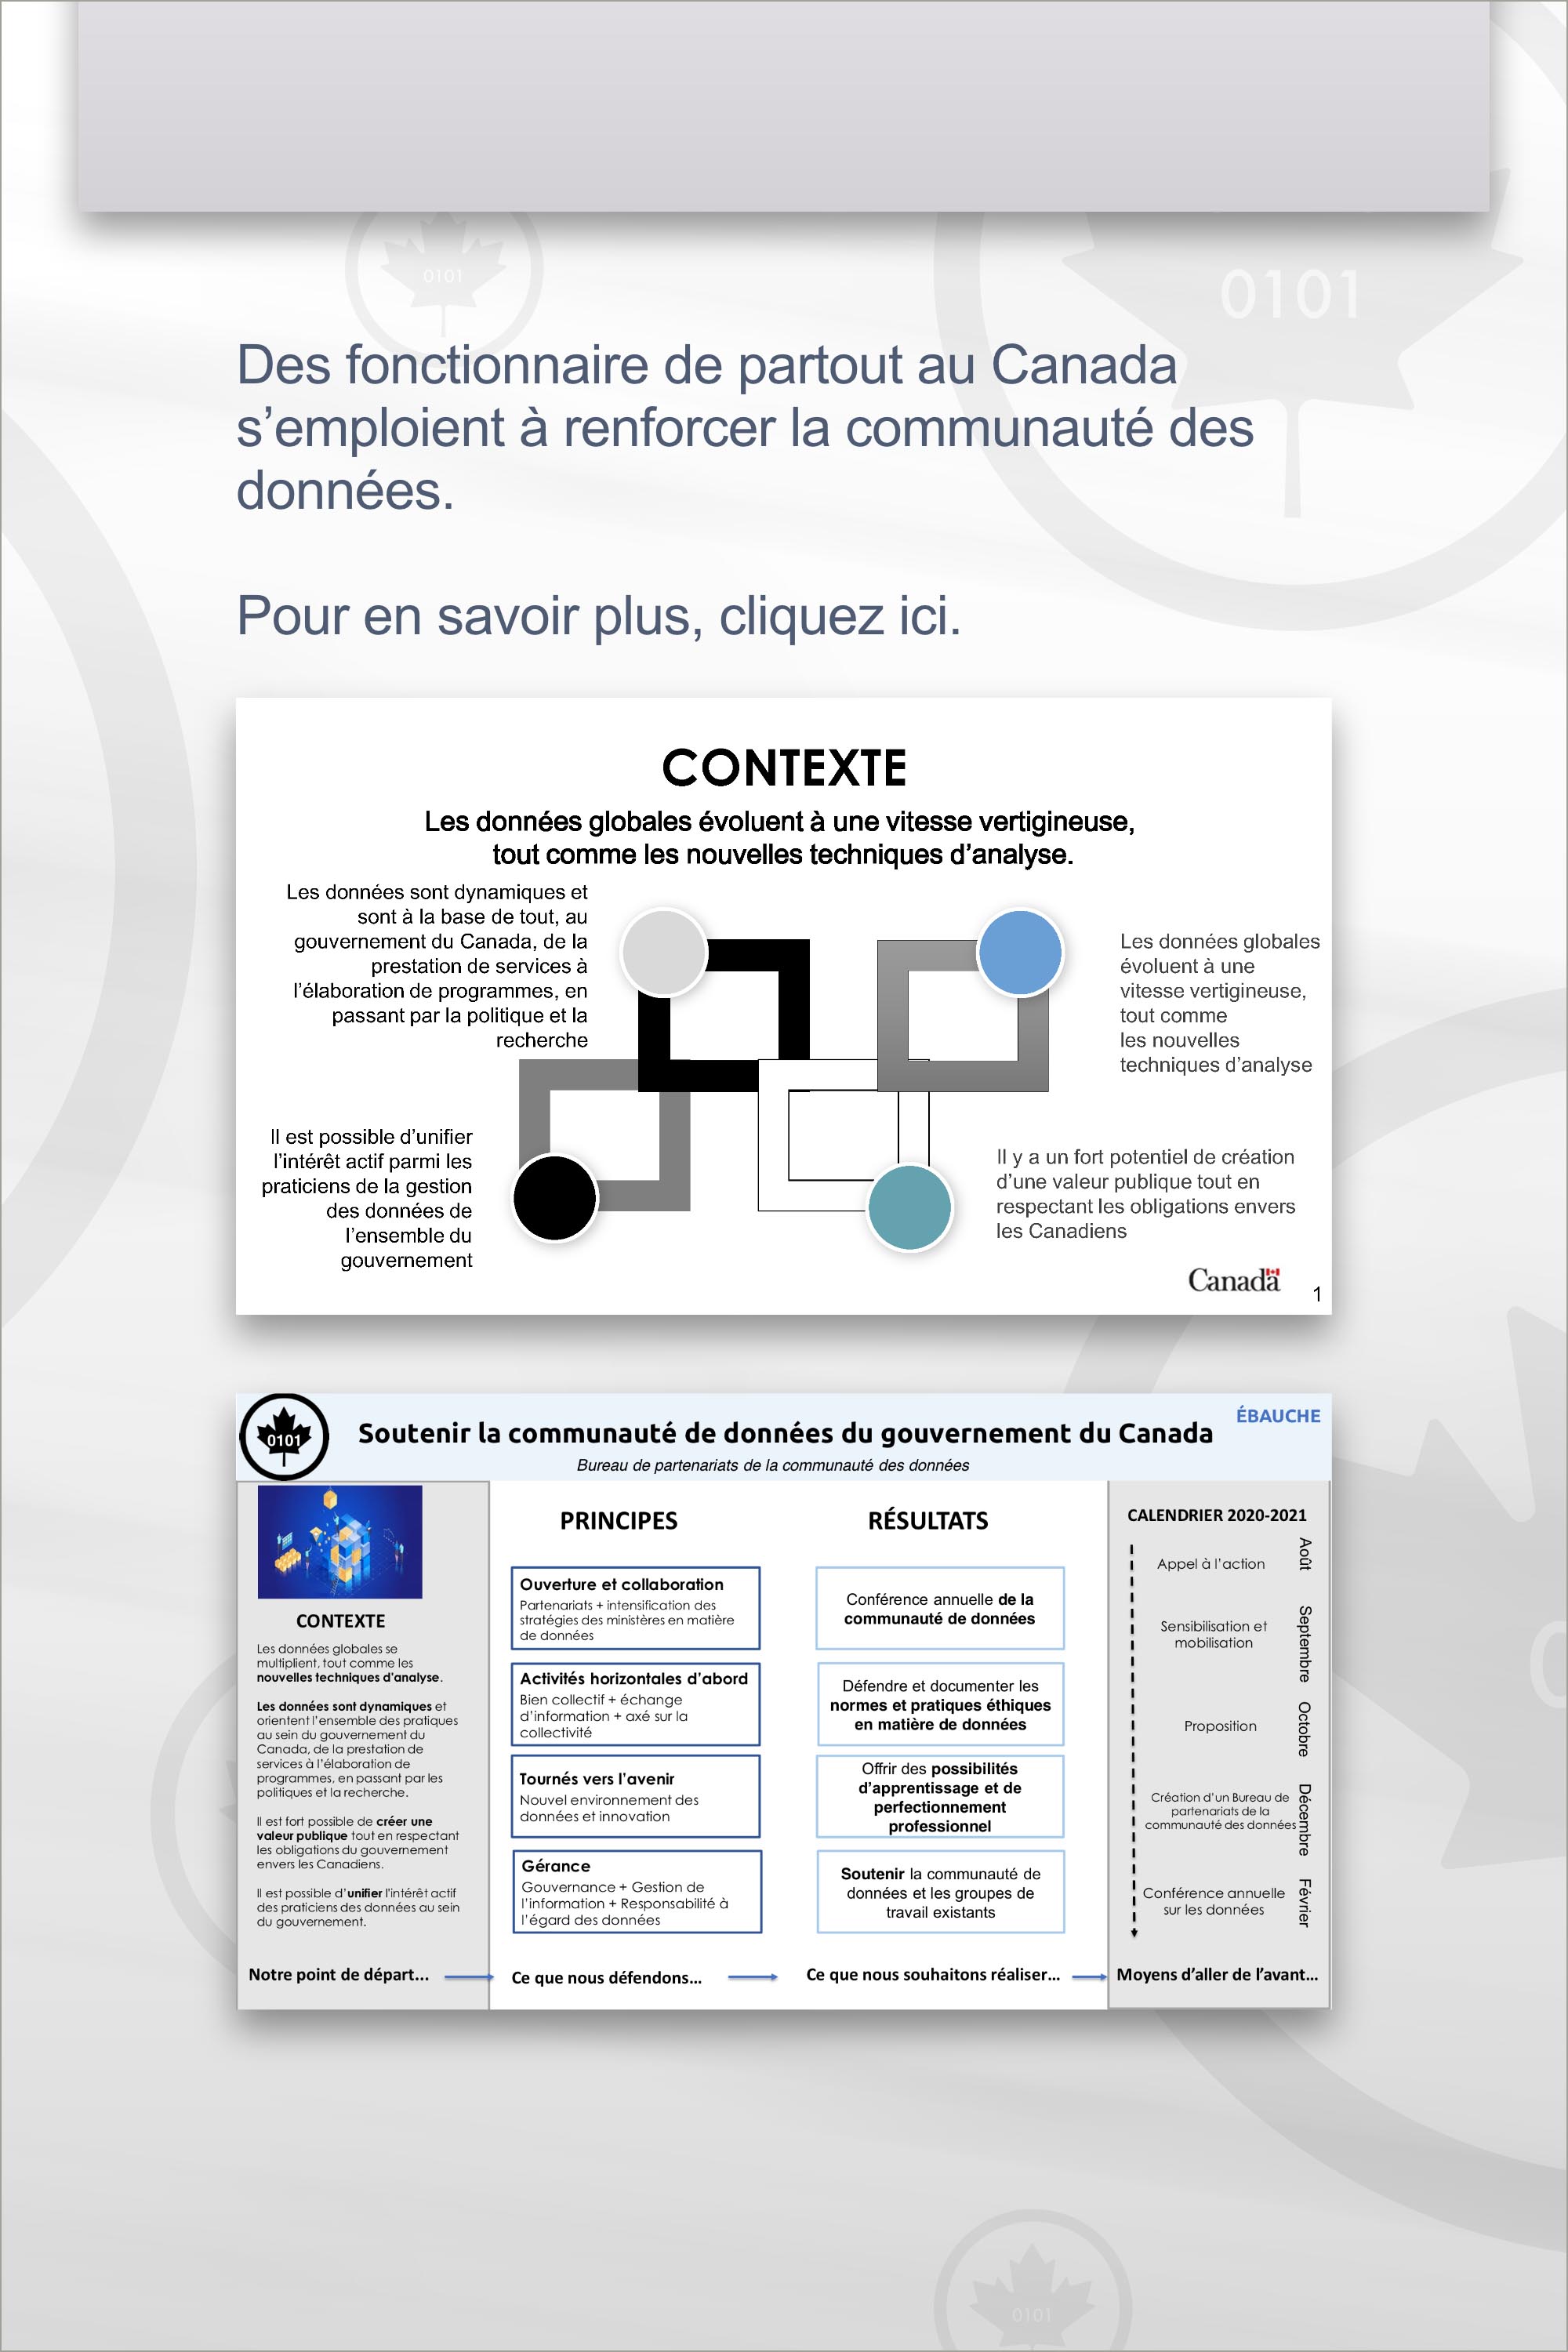 0101
0101
Des fonctionnaire de partout au Canada
s’emploient à renforcer la communauté des
données.
Pour en savoir plus, cliquez ici.
CONTEXTE
Les données globales évoluent à une vitesse vertigineuse,
tout comme les nouvelles techniques d’analyse.
Les données sont dynamiques et
sont à la base de tout, au
gouvernement du Canada, de la
prestation de services à
l’élaboration de programmes, en
passant par la politique et la
recherche
Les données globales
évoluent à une
vitesse vertigineuse,
tout comme
les nouvelles
techniques d’analyse
Il est possible d’unifier
l’intérêt actif parmi les
praticiens de la gestion
des données de
l’ensemble du
gouvernement
Il y a un fort potentiel de création
d’une valeur publique tout en
respectant les obligations envers
les Canadiens
Canada
1
0101
Soutenir la communauté de données du gouvernement du Canada
ÉBAUCHE
Bureau de partenariats de la communauté des données
CONTEXTE
Les données globales se
multiplient, tout comme les
nouvelles techniques d'analyse.
Les données sont dynamiques et
orientent l’ensemble des pratiques
au sein du gouvernement du
Canada, de la prestation de
services à l’élaboration de
programmes, en passant par les
politiques et la recherche.
Il est fort possible de créer une
valeur publique tout en respectant
les obligations du gouvernement
envers les Canadiens.
Il est possible d’unifier l'intérêt actif
des praticiens des données au sein
du gouvernement.
Notre point de départ...
PRINCIPES
Ouverture et collaboration
Partenariats + intensification des
stratégies des ministères en matière
de données
Activités horizontales d’abord
Bien collectif + échange
d’information + axé sur la
collectivité
Tournés vers l’avenir
Nouvel environnement des
données et innovation
Gérance
Gouvernance + Gestion de
l’information + Responsabilité à
l’égard des données
Ce que nous défendons...
RÉSULTATS
Conférence annuelle de la
communauté de données
Défendre et documenter les
normes et pratiques éthiques
en matière de données
Offrir des possibilités
d’apprentissage et de
perfectionnement
professionnel
Soutenir la communauté de
données et les groupes de
travail existants
Ce que nous souhaitons réaliser...
CALENDRIER 2020-2021
Appel à l’action
Août
Sensibilisation et
mobilisation
Septembre
Proposition
Octobre
Création d’un Bureau de
partenariats de la
communauté des données
Décembre
Conférence annuelle
sur les données
Février
Moyens d’aller de l’avant...
0101